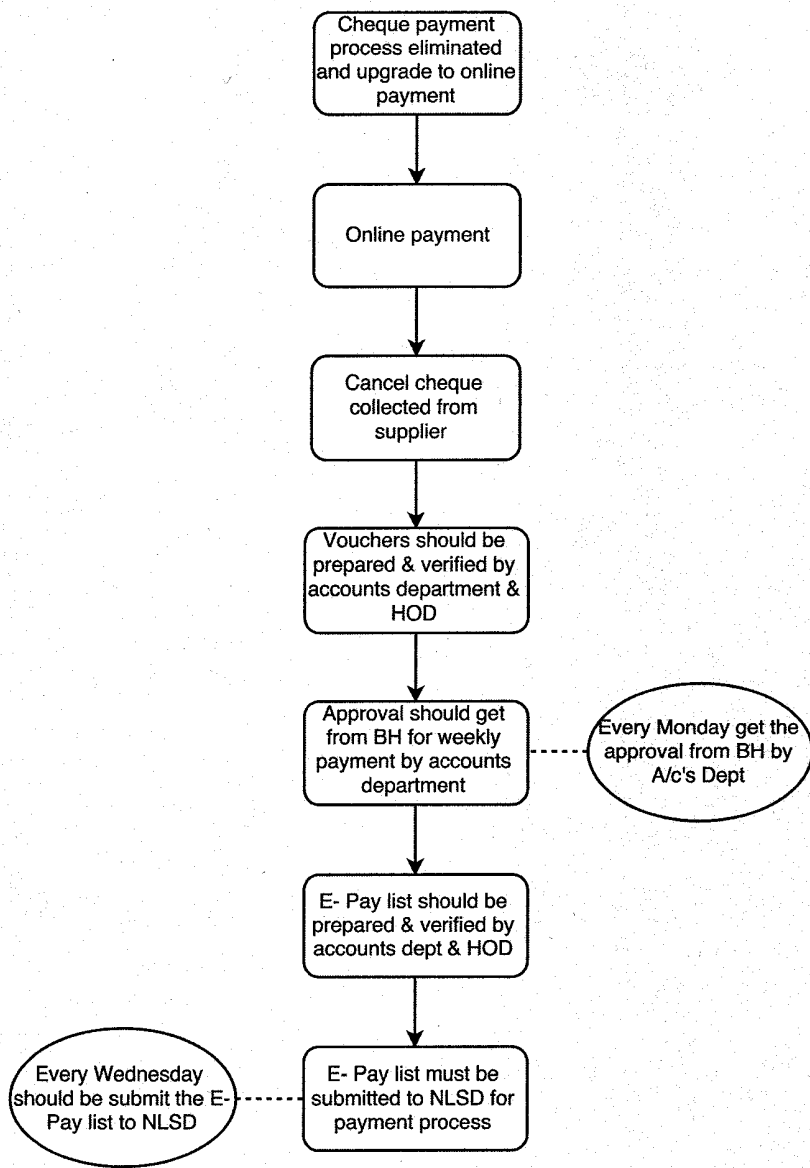 Cheque payment
process eliminated
and upgrade to online
payment
Online payment
Cancel cheque
collected from
supplier
Vouchers should be
prepared & verified by
accounts department &
HOD
Approval should get
from BH for weekly
payment by accounts
department
Every Monday get the
approval from BH by
A/c's Dept
E- Pay list should be
prepared & verified by
accounts dept & HOD
E- Pay list must be
submitted to NLSD for
payment process
Every Wednesday
should be submit the E-
Pay list to NLSD